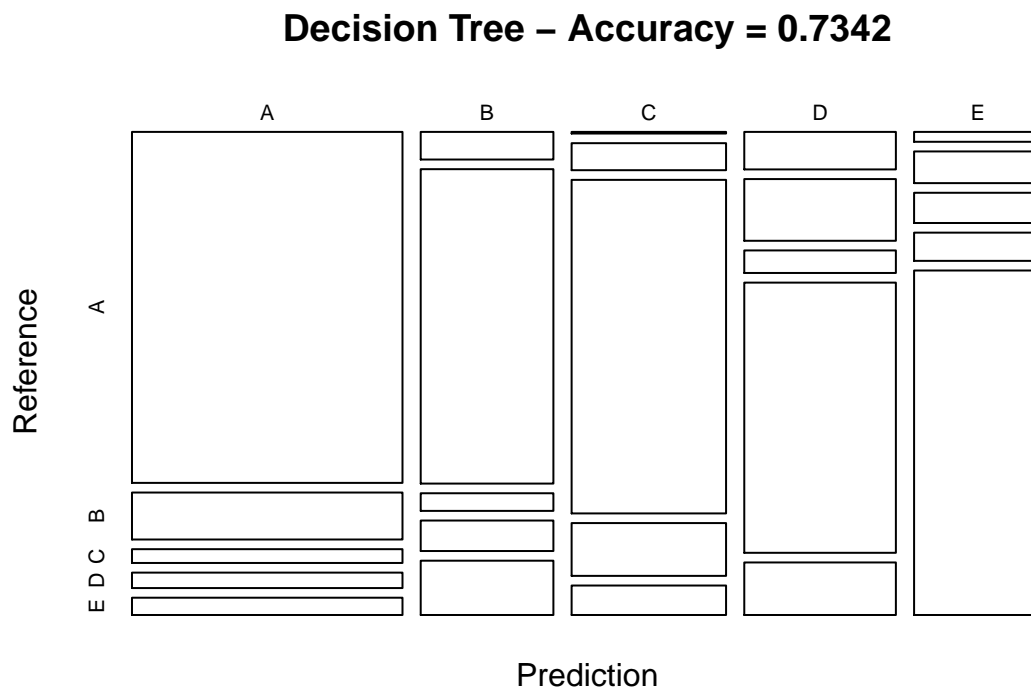 Decision Tree – Accuracy = 0.7342
A B C D E
Reference
A
B
C
D
E
Prediction